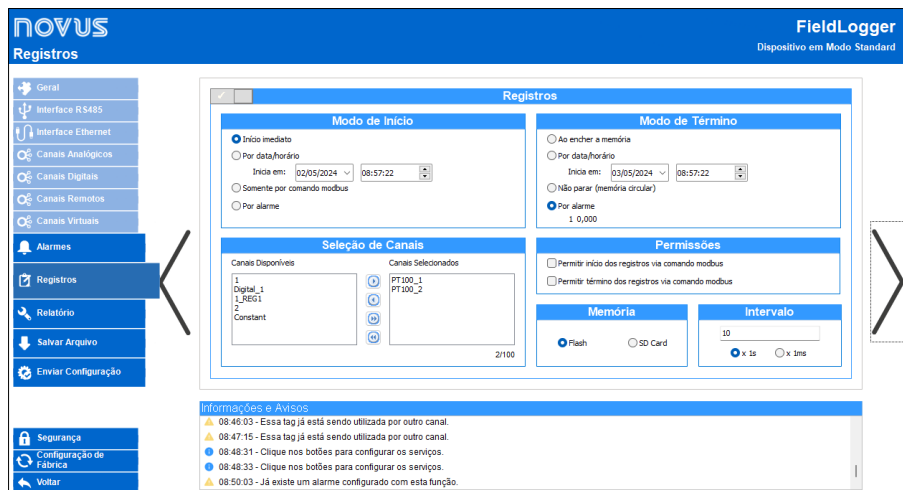 novus
FieldLogger
Registros
Dispositivo em Modo Standard
Geral
Interface RS485
Interface Ethernet
Canais Analógicos
Canais Digitais
Canais Remotos
Canais Virtuais
Alarmes
Registros
Relatório
Salvar Arquivo
Enviar Configuração
Segurança
Configuração de
Fábrica
Voltar
Registros
Modo de Início
Início imediato
Por data/horário
Inicia em: 02/05/2024 08:57:22
Somente por comando modbus
Por alarme
Modo de Término
Ao encher a memória
Por data/horário
Inicia em: 03/05/2024 08:57:22
Não parar (memória circular)
Por alarme
1 0,000
Seleção de Canais
Canais Disponíveis Canais Selecionados
1
Digital_1
1_REG1
2
Constant
PT100_1
PT100_2
2/100
Permissões
Permitir início dos registros via comando modbus
Permitir término dos registros via comando modbus
Memória
Flash SD Card
Intervalo
10
x 1s x 1ms
Informações e Avisos
08:46:03 - Essa tag já está sendo utilizada por outro canal.
08:47:15 - Essa tag já está sendo utilizada por outro canal.
08:48:31 - Clique nos botões para configurar os serviços.
08:48:33 - Clique nos botões para configurar os serviços.
08:50:03 - Já existe um alarme configurado com esta função.